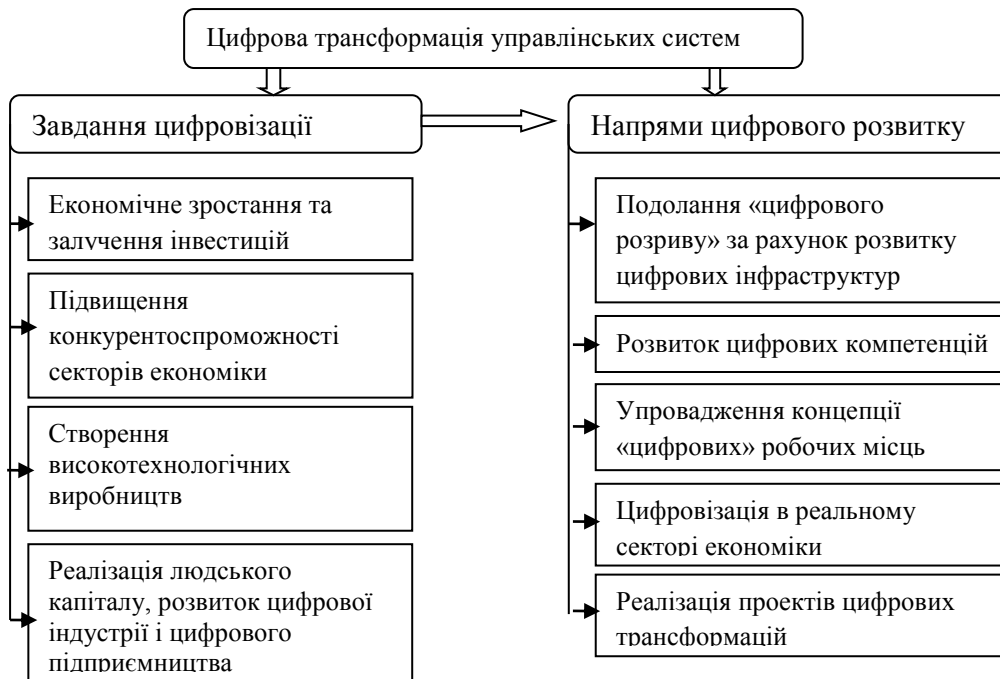 Цифрова трансформація управлінських систем
Завдання цифровізації
Економічне зростання та
залучення інвестицій
Підвищення
конкурентоспроможності
секторів економіки
Створення
високотехнологічних
виробництв
Реалізація людського
капіталу, розвиток цифрової
індустрії і цифрового
підприємництва
Напрями цифрового розвитку
Подолання «цифрового
розриву» за рахунок розвитку
цифрових інфраструктур
Розвиток цифрових компетенцій
Упровадження концепції
«цифрових» робочих місць
Цифровізація в реальному
секторі економіки
Реалізація проектів цифрових
трансформацій